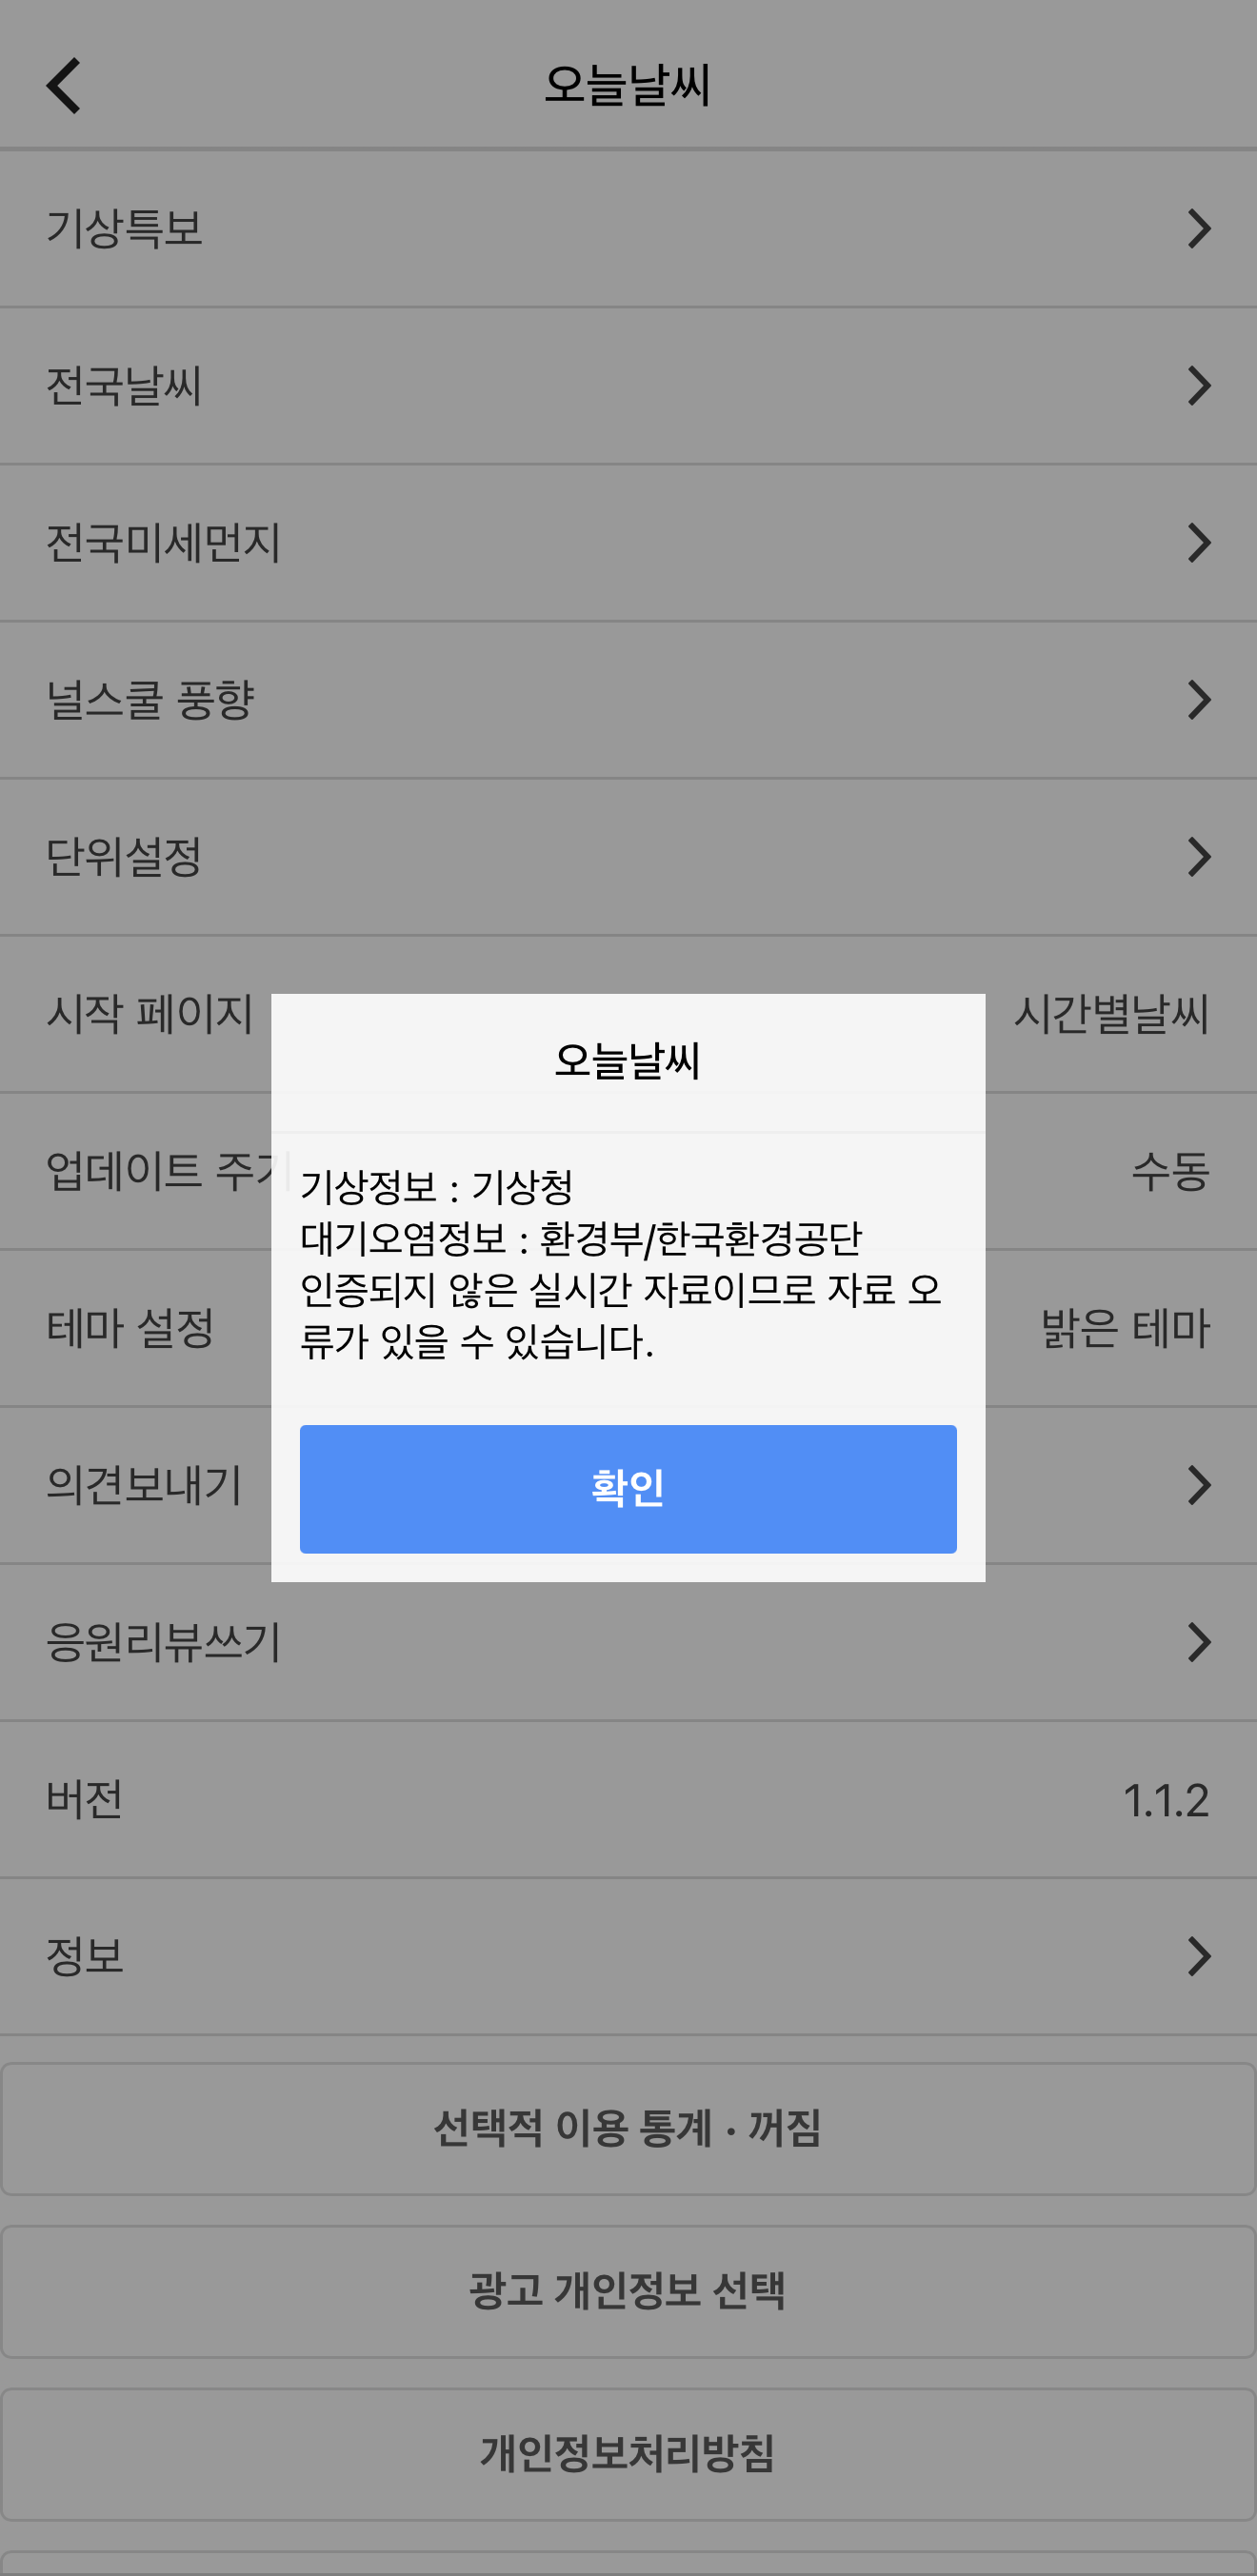 오늘날씨
기상특보
전국날씨
전국미세먼지
널스쿨 풍향
단위설정
시작 페이지 시간별날씨
업데이트 주기 수동
테마 설정 밝은 테마
의견보내기
응원리뷰쓰기
버전 1.1.2
정보
오늘날씨
기상정보 : 기상청
대기오염정보 : 환경부/한국환경공단
인증되지 않은 실시간 자료이므로 자료 오
류가 있을 수 있습니다.
확인
선택적 이용 통계 · 꺼짐
광고 개인정보 선택
개인정보처리방침